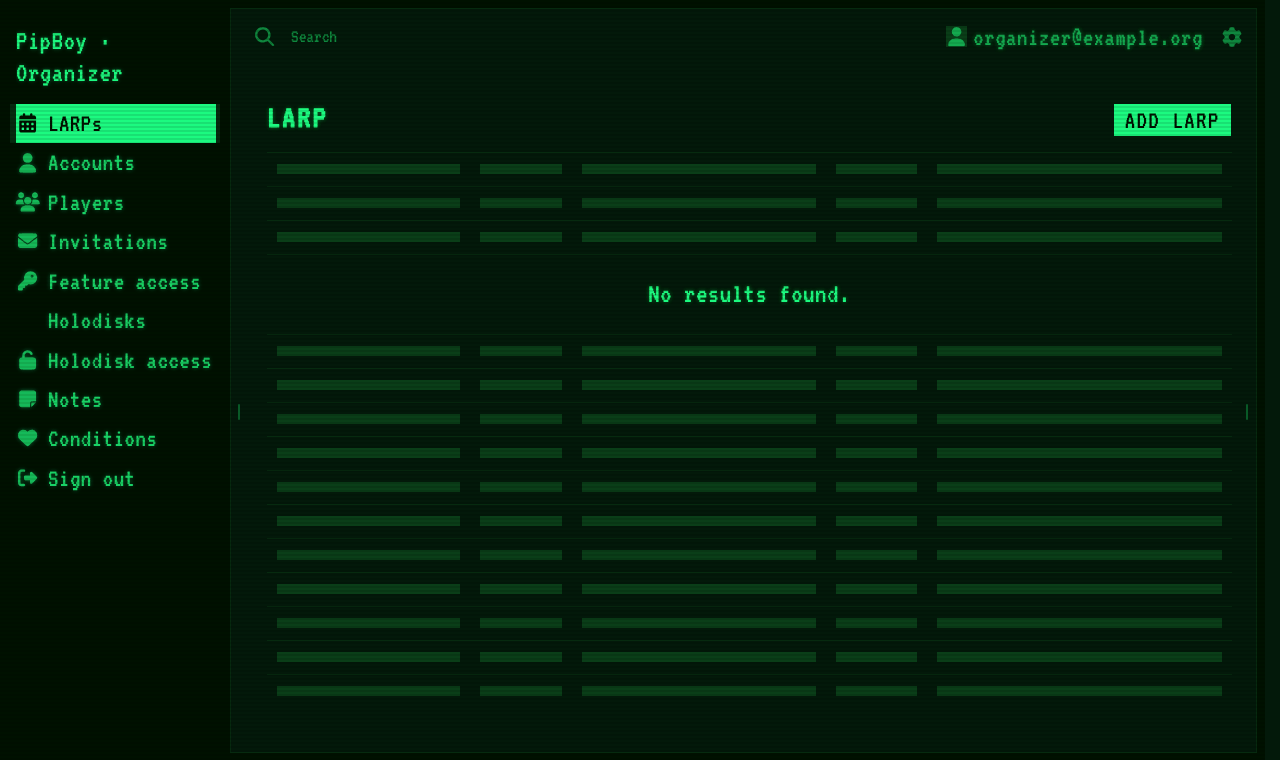 PipBoy ·
Organizer
LARPs
Accounts
Players
Invitations
Feature access
Holodisks
Holodisk access
Notes
Conditions
Sign out
Search
organizer@example.org
LARP
ADD LARP
No results found.